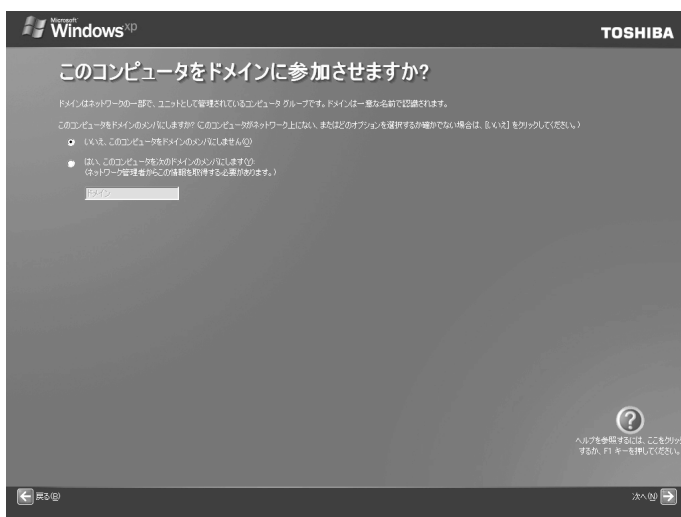 Microsoft
Windows xp
TOSHIBA
このコンピュータをドメインに参加させますか?
ドメインはネットワークの一部で、ユニットとして管理されているコンピュータ グループです。ドメインは一意な名前で認識されます。
このコンピュータをドメインのメンバにしますか? (このコンピュータがネットワーク上にない、またはどのオプションを選択するか確かでない場合は、[いいえ] をクリックしてください。)
いいえ、このコンピュータをドメインのメンバにしません(O)
はい、このコンピュータを次のドメインのメンバにします(Y):
(ネットワーク管理者からこの情報を取得する必要があります。)
ドメイン
ヘルプを参照するには、ここをクリック
するか、F1 キーを押してください。
戻る(B)
次へ(N)